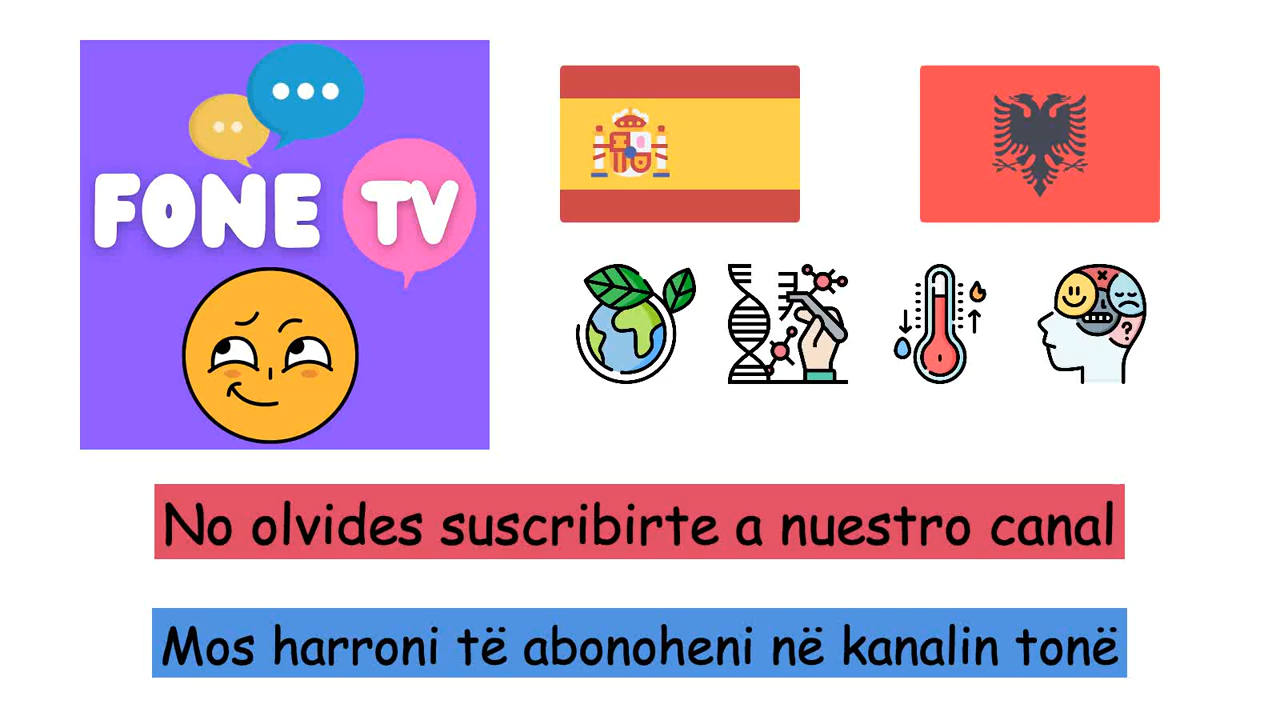 FONE TV
No olvides suscribirte a nuestro canal
Mos harroni të abonoheni në kanalin tonë